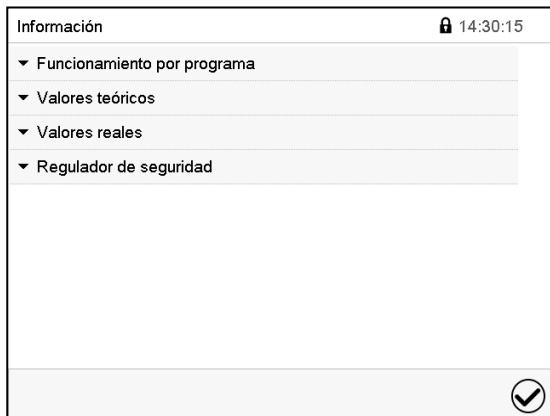 Información 14:30:15
Funcionamiento por programa
Valores teóricos
Valores reales
Regulador de seguridad